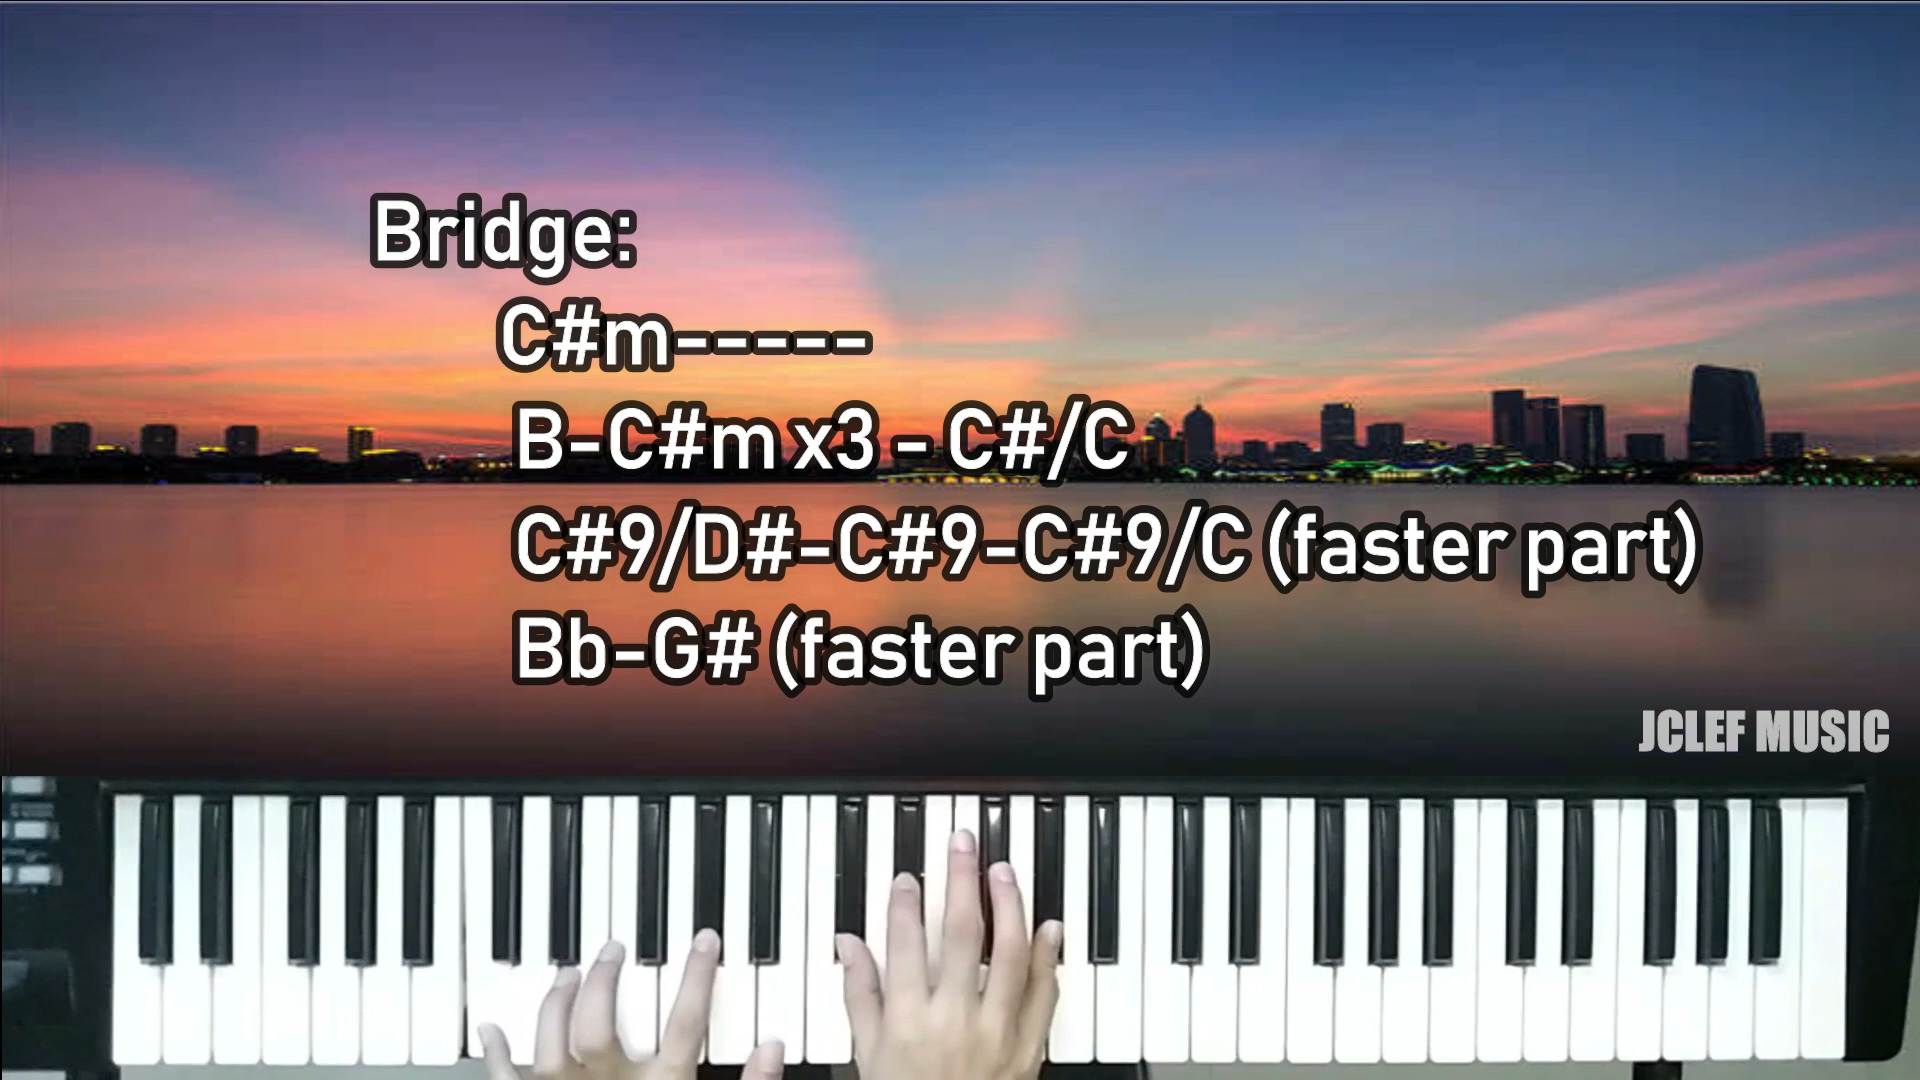 Bridge:
C#m-----
B-C#m x3 - C#/C
C#9/D#-C#9-C#9/C (faster part)
Bb-G# (faster part)
JCLEF MUSIC